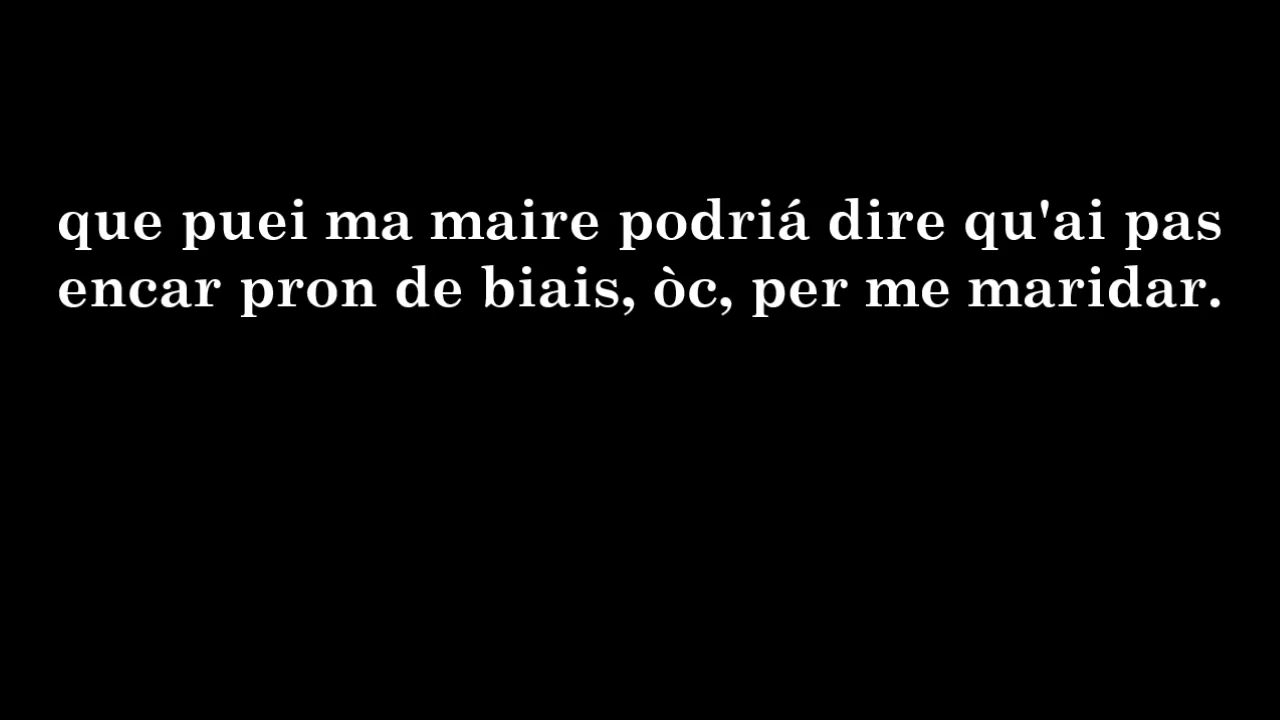 que puei ma maire podriá dire qu'ai pas
encar pron de biais, òc, per me maridar.